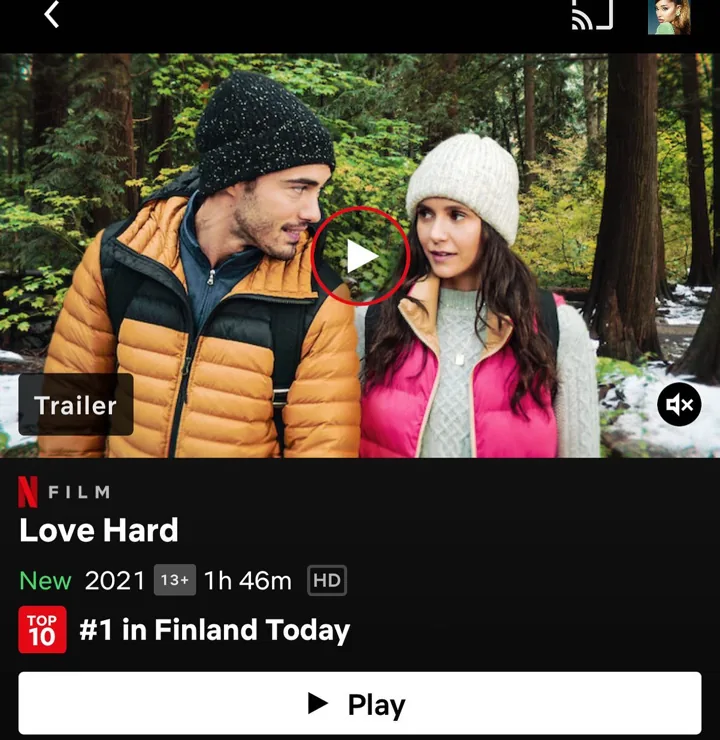 Trailer
N FILM
Love Hard
New 2021 13+ 1h 46m HD
TOP 10 #1 in Finland Today
Play